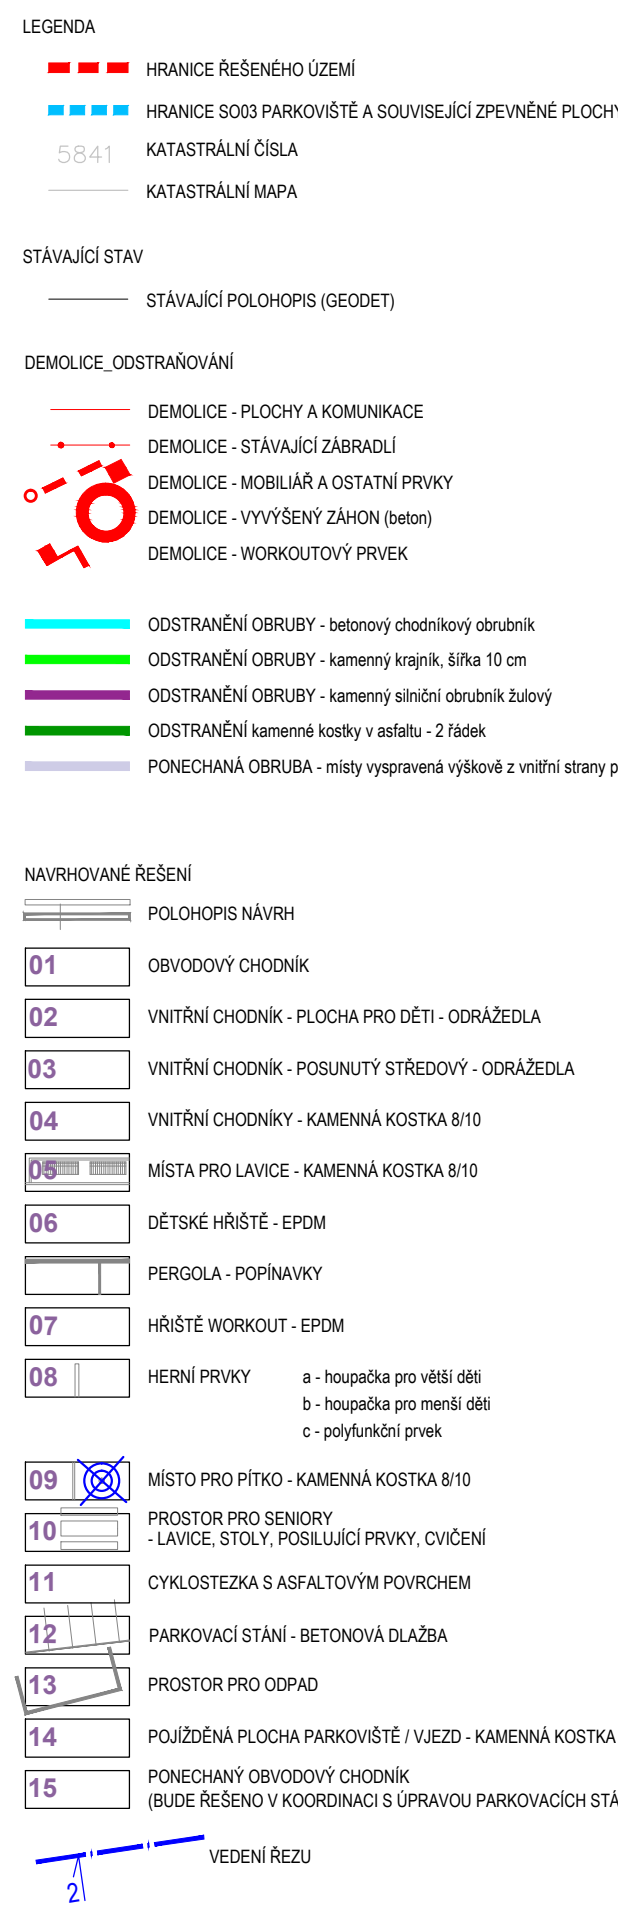 LEGENDA
HRANICE ŘEŠENÉHO ÚZEMÍ
HRANICE SO03 PARKOVIŠTĚ A SOUVISEJÍCÍ ZPEVNĚNÉ PLOCHY
5841 KATASTRÁLNÍ ČÍSLA
KATASTRÁLNÍ MAPA
STÁVAJÍCÍ STAV
STÁVAJÍCÍ POLOHOPIS (GEODET)
DEMOLICE_ODSTRAŇOVÁNÍ
DEMOLICE - PLOCHY A KOMUNIKACE
DEMOLICE - STÁVAJÍCÍ ZÁBRADLÍ
DEMOLICE - MOBILIÁŘ A OSTATNÍ PRVKY
DEMOLICE - VYVÝŠENÝ ZÁHON (beton)
DEMOLICE - WORKOUTOVÝ PRVEK
ODSTRANĚNÍ OBRUBY - betonový chodníkový obrubník
ODSTRANĚNÍ OBRUBY - kamenný krajník, šířka 10 cm
ODSTRANĚNÍ OBRUBY - kamenný silniční obrubník žulový
ODSTRANĚNÍ kamenné kostky v asfaltu - 2 řádek
PONECHANÁ OBRUBA - místy vyspravená výškově z vnitřní strany p
NAVRHOVANÉ ŘEŠENÍ
POLOHOPIS NÁVRH
01 OBVODOVÝ CHODNÍK
02 VNITŘNÍ CHODNÍK - PLOCHA PRO DĚTI - ODRÁŽEDLA
03 VNITŘNÍ CHODNÍK - POSUNUTÝ STŘEDOVÝ - ODRÁŽEDLA
04 VNITŘNÍ CHODNÍKY - KAMENNÁ KOSTKA 8/10
05 MÍSTA PRO LAVICE - KAMENNÁ KOSTKA 8/10
06 DĚTSKÉ HŘIŠTĚ - EPDM
PERGOLA - POPÍNAVKY
07 HŘIŠTĚ WORKOUT - EPDM
08 HERNÍ PRVKY a - houpačka pro větší děti
b - houpačka pro menší děti
c - polyfunkční prvek
09 MÍSTO PRO PÍTKO - KAMENNÁ KOSTKA 8/10
10 PROSTOR PRO SENIORY
- LAVICE, STOLY, POSILUJÍCÍ PRVKY, CVIČENÍ
11 CYKLOSTEZKA S ASFALTOVÝM POVRCHEM
12 PARKOVACÍ STÁNÍ - BETONOVÁ DLAŽBA
13 PROSTOR PRO ODPAD
14 POJÍŽDĚNÁ PLOCHA PARKOVIŠTĚ / VJEZD - KAMENNÁ KOSTKA
15 PONECHANÝ OBVODOVÝ CHODNÍK
(BUDE ŘEŠENO V KOORDINACI S ÚPRAVOU PARKOVACÍCH STÁ
VEDENÍ ŘEZU
2